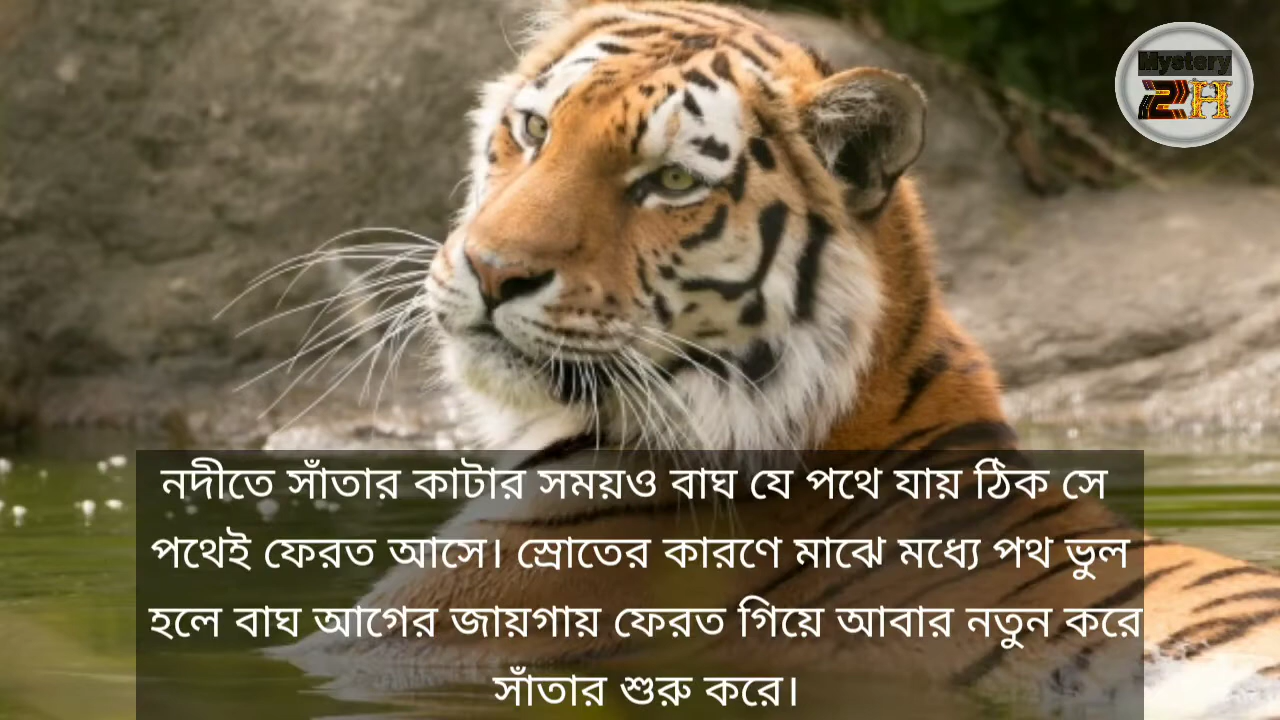 Mystery
2H
নদীতে সাঁতার কাটার সময়ও বাঘ যে পথে যায় ঠিক সে
পথেই ফেরত আসে। স্রোতের কারণে মাঝে মধ্যে পথ ভুল
হলে বাঘ আগের জায়গায় ফেরত গিয়ে আবার নতুন করে
সাঁতার শুরু করে।